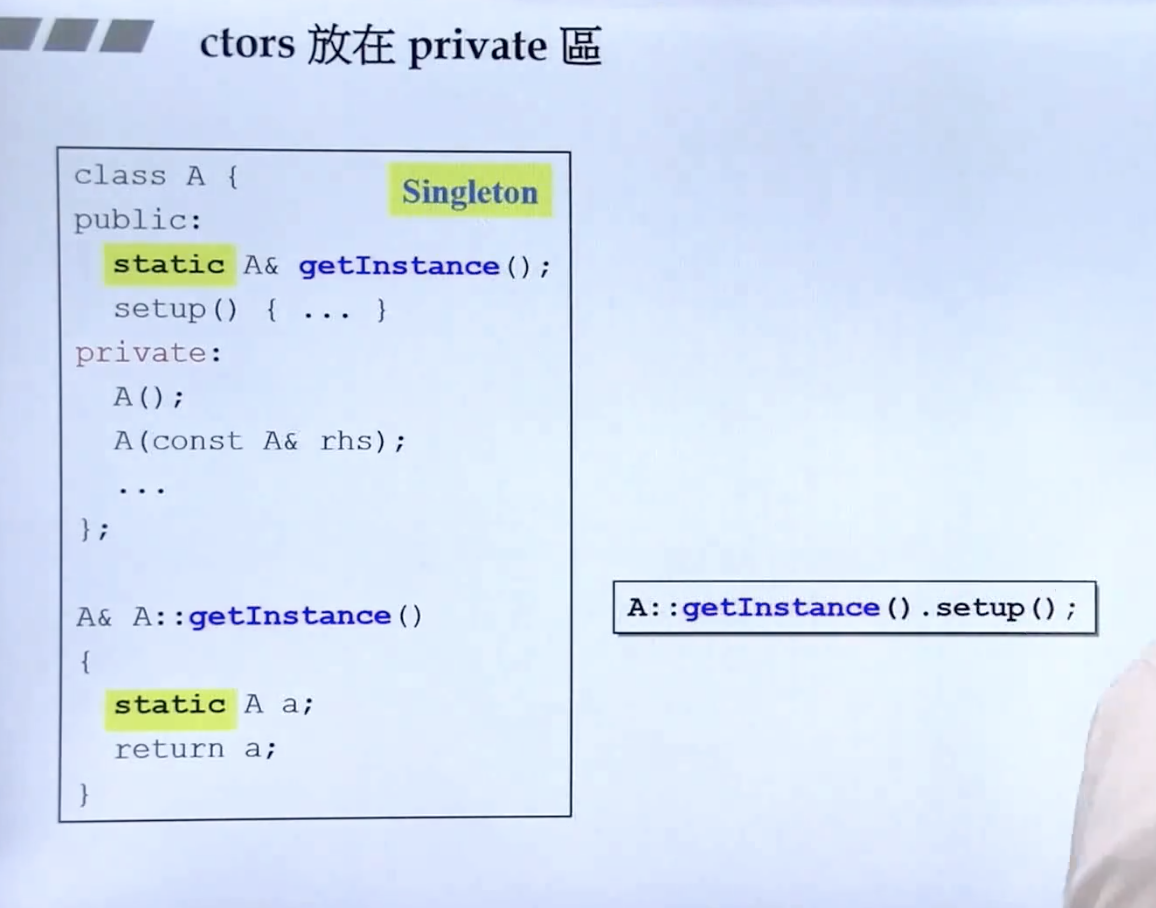 ctors 放在 private 區
class A {
Singleton
public:
static A& getInstance();
setup() { ... }
private:
A();
A(const A& rhs);
...
};
A& A::getInstance()
{
static A a;
return a;
}
A::getInstance().setup();